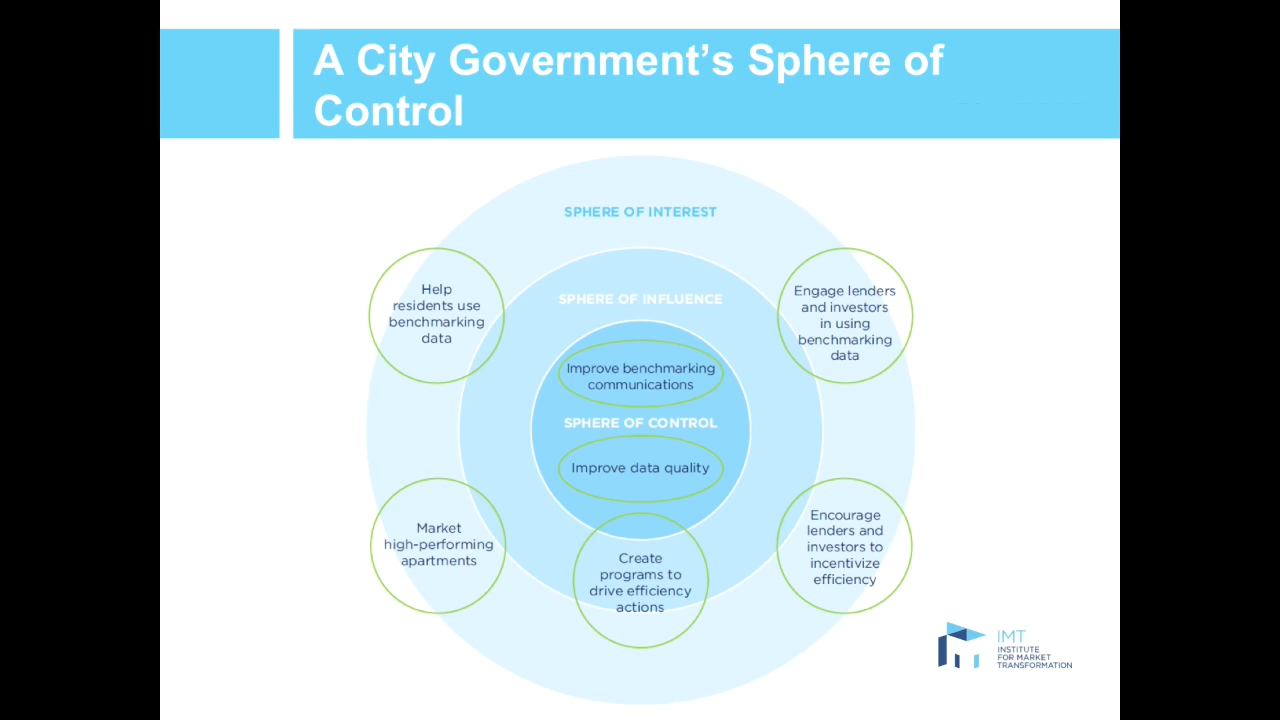 A City Government’s Sphere of
Control
SPHERE OF INTEREST
SPHERE OF INFLUENCE
Help
residents use
benchmarking
data
Engage lenders
and investors
in using
benchmarking
data
Improve benchmarking
communications
SPHERE OF CONTROL
Improve data quality
Market
high-performing
apartments
Create
programs to
drive efficiency
actions
Encourage
lenders and
investors to
incentivize
efficiency
IMT
INSTITUTE
FOR MARKET
TRANSFORMATION